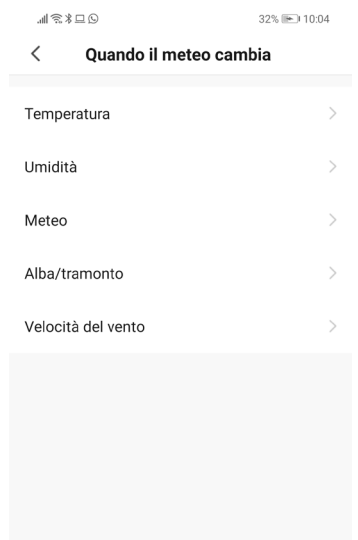 32% 10:04
Quando il meteo cambia
Temperatura
Umidità
Meteo
Alba/tramonto
Velocità del vento